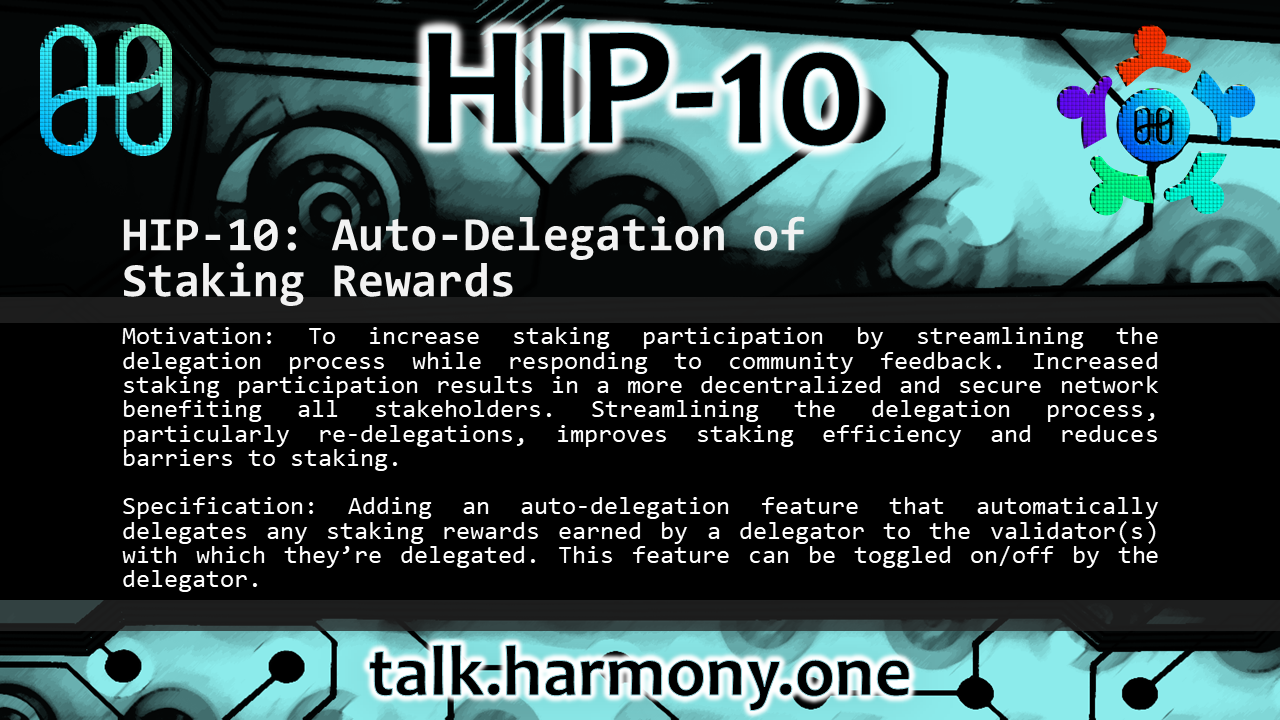 HIP-10
HIP-10: Auto-Delegation of
Staking Rewards
Motivation: To increase staking participation by streamlining the
delegation process while responding to community feedback. Increased
staking participation results in a more decentralized and secure network
benefiting all stakeholders. Streamlining the delegation process,
particularly re-delegations, improves staking efficiency and reduces
barriers to staking.
Specification: Adding an auto-delegation feature that automatically
delegates any staking rewards earned by a delegator to the validator(s)
with which they’re delegated. This feature can be toggled on/off by the
delegator.
talk.harmony.one